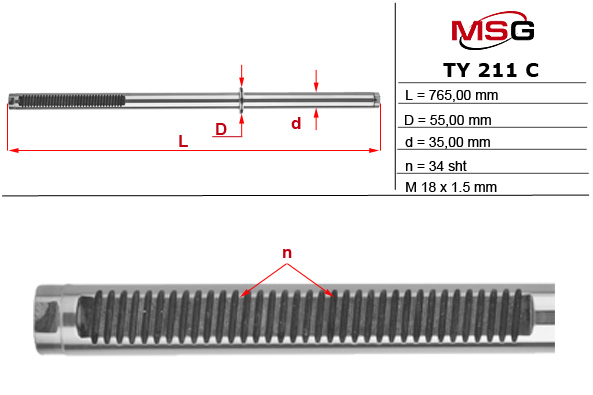 MSG
TY 211 C
L = 765,00 mm
D = 55,00 mm
d = 35,00 mm
n = 34 sht
M 18 x 1.5 mm
D
d
L
n